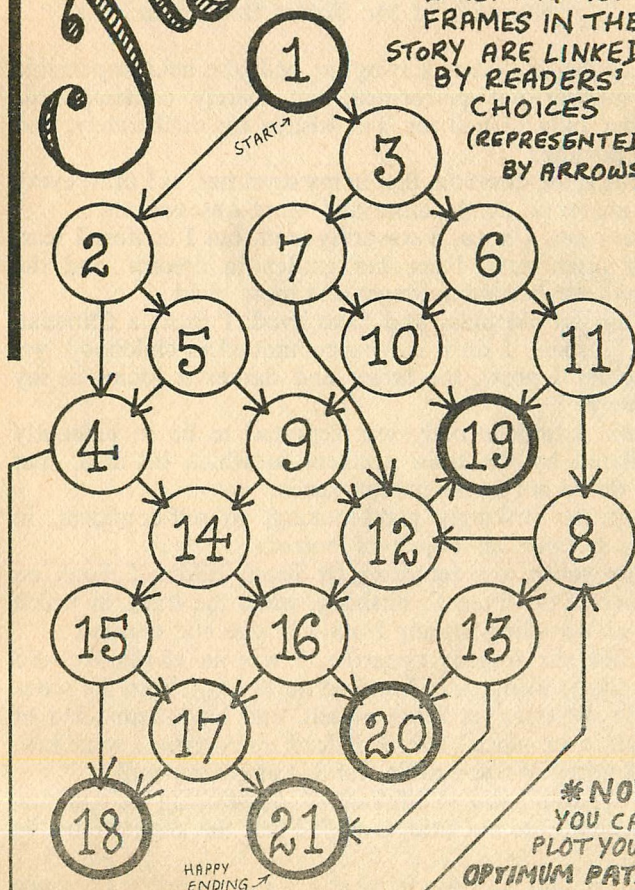 FRAMES IN THE
STORY ARE LINKED
BY READERS'
CHOICES
(REPRESENTED
BY ARROWS
START
1
3
2
7
6
5
10
11
4
9
19
14
12
8
15
16
13
17
20
18
21
HAPPY
ENDING
*NO
YOU CA
PLOT YOU
OPTIMUM PAT